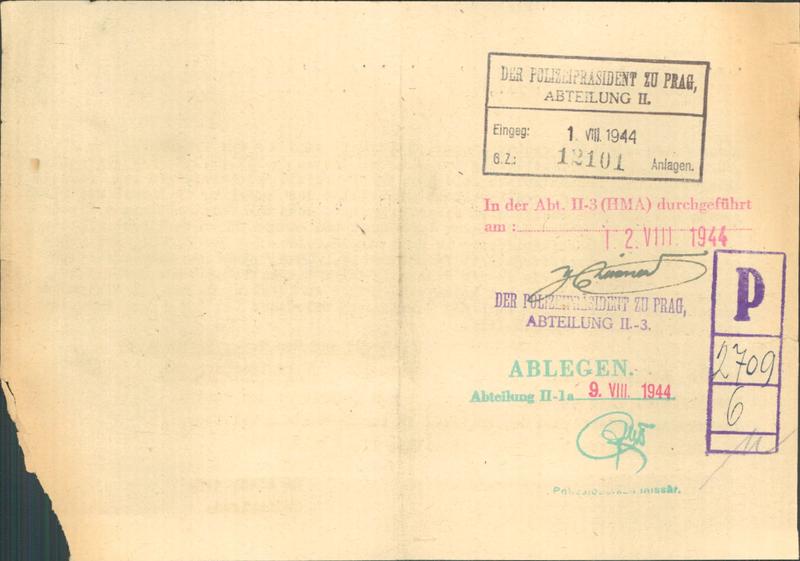 DER POLIZEIPRÄSIDENT ZU PRAG,
ABTEILUNG II.
Eingeg: 1. VIII. 1944
G.Z.: 12101 Anlagen.
In der Abt. II-3 (HMA) durchgeführt
am : 2. VIII. 1944
DER POLIZEIPRÄSIDENT ZU PRAG,
ABTEILUNG II.-3.
P
2709
6
ABLEGEN.
Abteilung II-1a 9. VIII. 1944